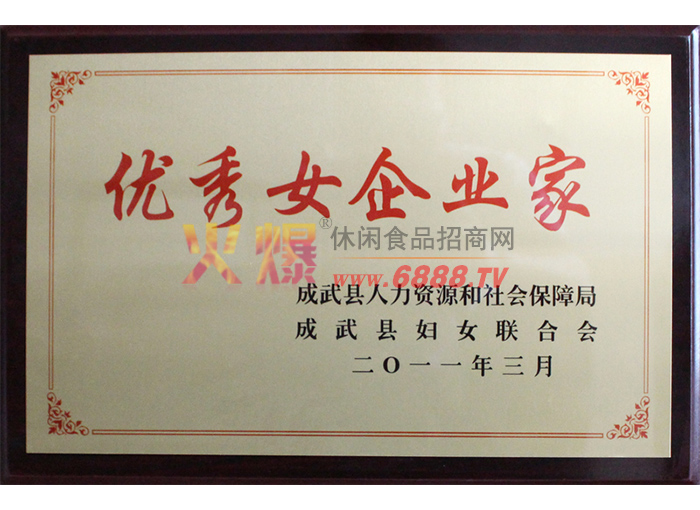 优秀女企业家
火爆®休闲食品招商网
www.6888.TV
成武县人力资源和社会保障局
成武县妇女联合会
二〇一一年三月